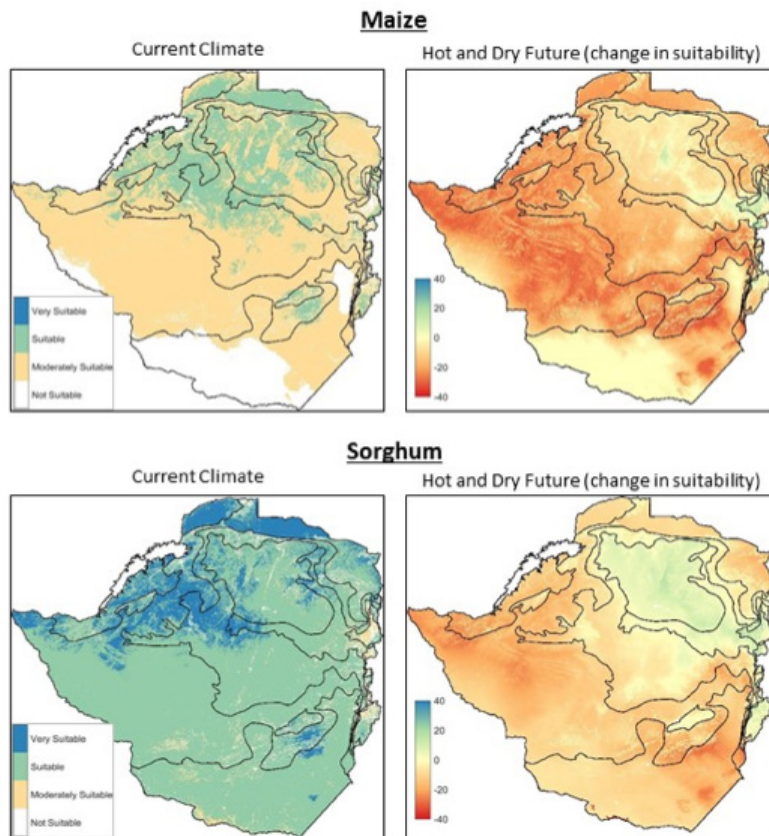 Maize
Current Climate
Hot and Dry Future (change in suitability)
Very Suitable
Suitable
Moderately Suitable
Not Suitable
40
20
0
-20
-40
Sorghum
Current Climate
Hot and Dry Future (change in suitability)
Very Suitable
Suitable
Moderately Suitable
Not Suitable
40
20
0
-20
-40